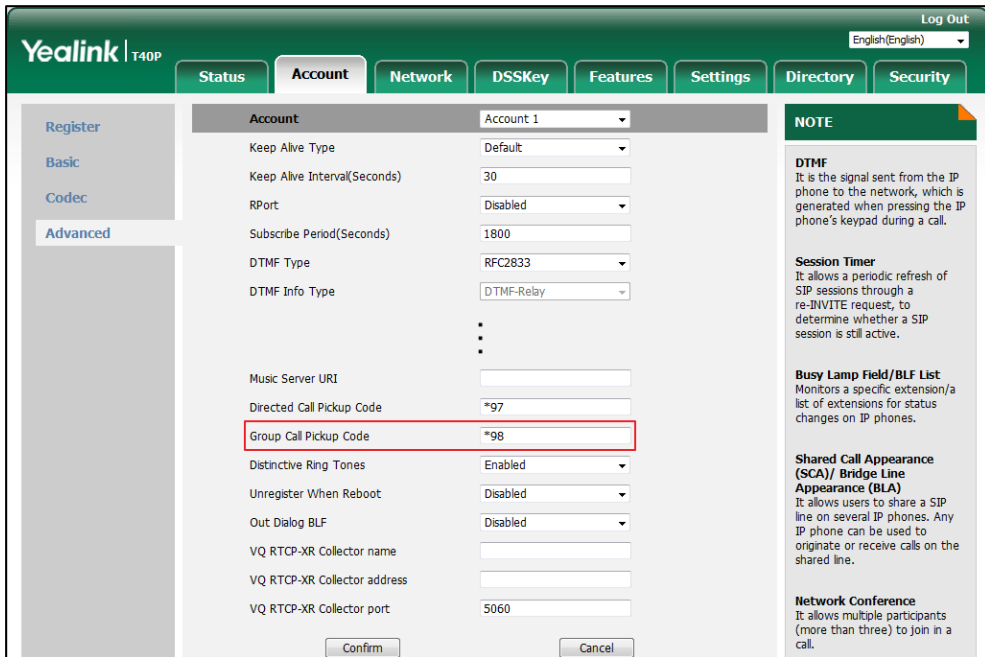 Log Out
Yealink T40P
English(English)
Status Account Network DSSKey Features Settings Directory Security
Register
Basic
Codec
Advanced
Account Account 1
Keep Alive Type Default
Keep Alive Interval(Seconds) 30
RPort Disabled
Subscribe Period(Seconds) 1800
DTMF Type RFC2833
DTMF Info Type DTMF-Relay
Music Server URI
Directed Call Pickup Code *97
Group Call Pickup Code *98
Distinctive Ring Tones Enabled
Unregister When Reboot Disabled
Out Dialog BLF Disabled
VQ RTCP-XR Collector name
VQ RTCP-XR Collector address
VQ RTCP-XR Collector port 5060
Confirm Cancel
NOTE
DTMF
It is the signal sent from the IP
phone to the network, which is
generated when pressing the IP
phone's keypad during a call.
Session Timer
It allows a periodic refresh of
SIP sessions through a
re-INVITE request, to
determine whether a SIP
session is still active.
Busy Lamp Field/BLF List
Monitors a specific extension/a
list of extensions for status
changes on IP phones.
Shared Call Appearance
(SCA)/ Bridge Line
Appearance (BLA)
It allows users to share a SIP
line on several IP phones. Any
IP phone can be used to
originate or receive calls on the
shared line.
Network Conference
It allows multiple participants
(more than three) to join in a
call.